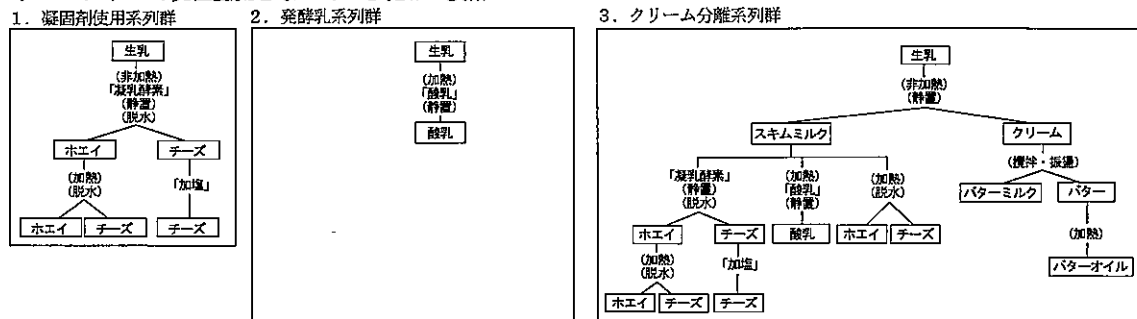 1. 凝固剤使用系列群
生乳
(非加熱)
「凝乳酵素」
(静置)
(脱水)
ホエイ
チーズ
(加熱)
(脱水)
「加塩」
ホエイ
チーズ
チーズ
2. 発酵乳系列群
生乳
(加熱)
「酸乳」
(静置)
酸乳
3. クリーム分離系列群
生乳
(非加熱)
(静置)
スキムミルク
クリーム
「凝乳酵素」
(静置)
(脱水)
(加熱)
「酸乳」
(静置)
(加熱)
(脱水)
(攪拌・振盪)
バターミルク
バター
ホエイ
チーズ
酸乳
ホエイ
チーズ
(加熱)
(加熱)
(脱水)
「加塩」
バターオイル
ホエイ
チーズ
チーズ